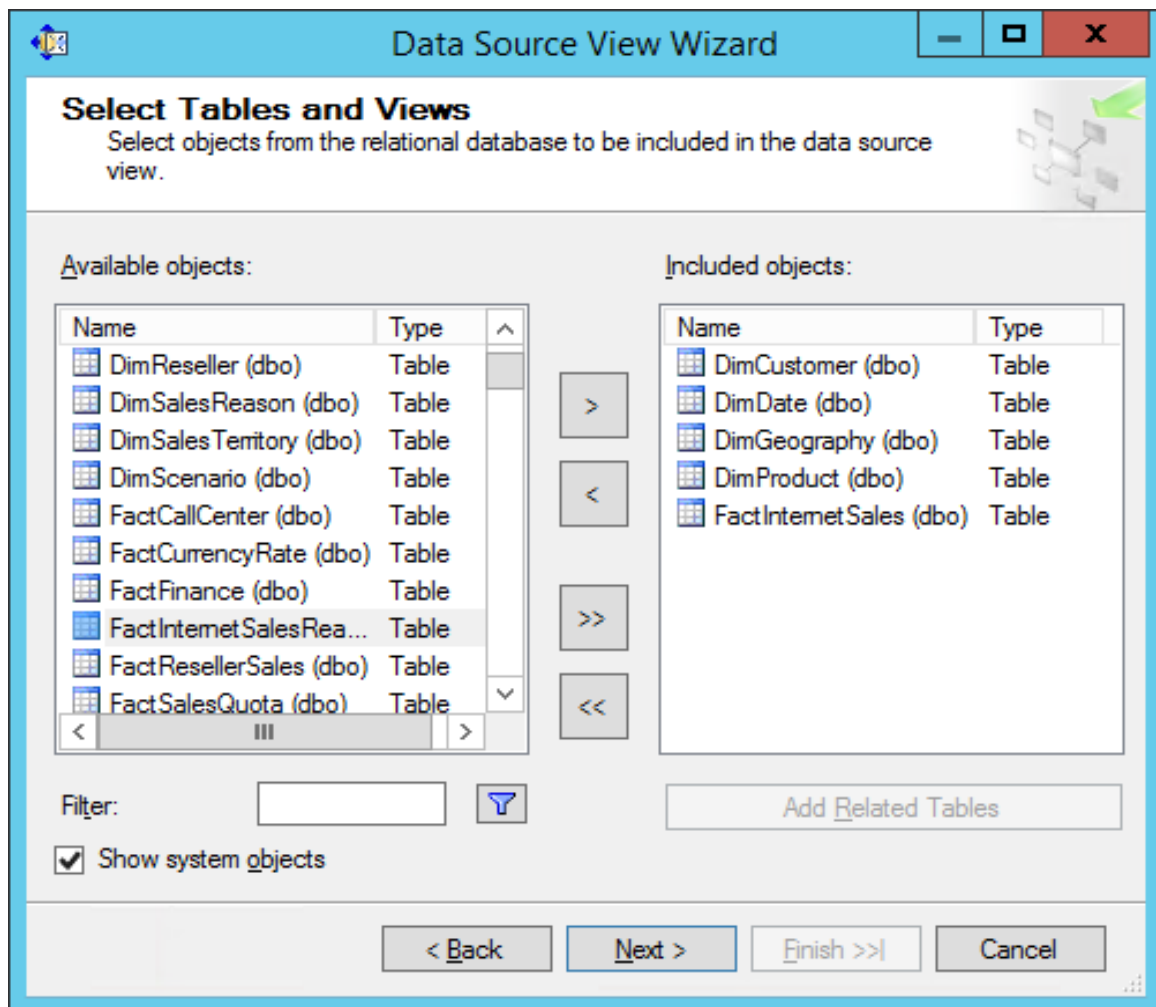 Data Source View Wizard
Select Tables and Views
Select objects from the relational database to be included in the data source
view.
Available objects:
Name Type
DimReseller (dbo) Table
DimSalesReason (dbo) Table
DimSalesTerritory (dbo) Table
DimScenario (dbo) Table
FactCallCenter (dbo) Table
FactCurrencyRate (dbo) Table
FactFinance (dbo) Table
FactInternetSalesRea... Table
FactResellerSales (dbo) Table
FactSalesQuota (dbo) Table
>
<
>>
<<
Included objects:
Name Type
DimCustomer (dbo) Table
DimDate (dbo) Table
DimGeography (dbo) Table
DimProduct (dbo) Table
FactInternetSales (dbo) Table
Filter:
Add Related Tables
Show system objects
< Back
Next >
Finish >>|
Cancel